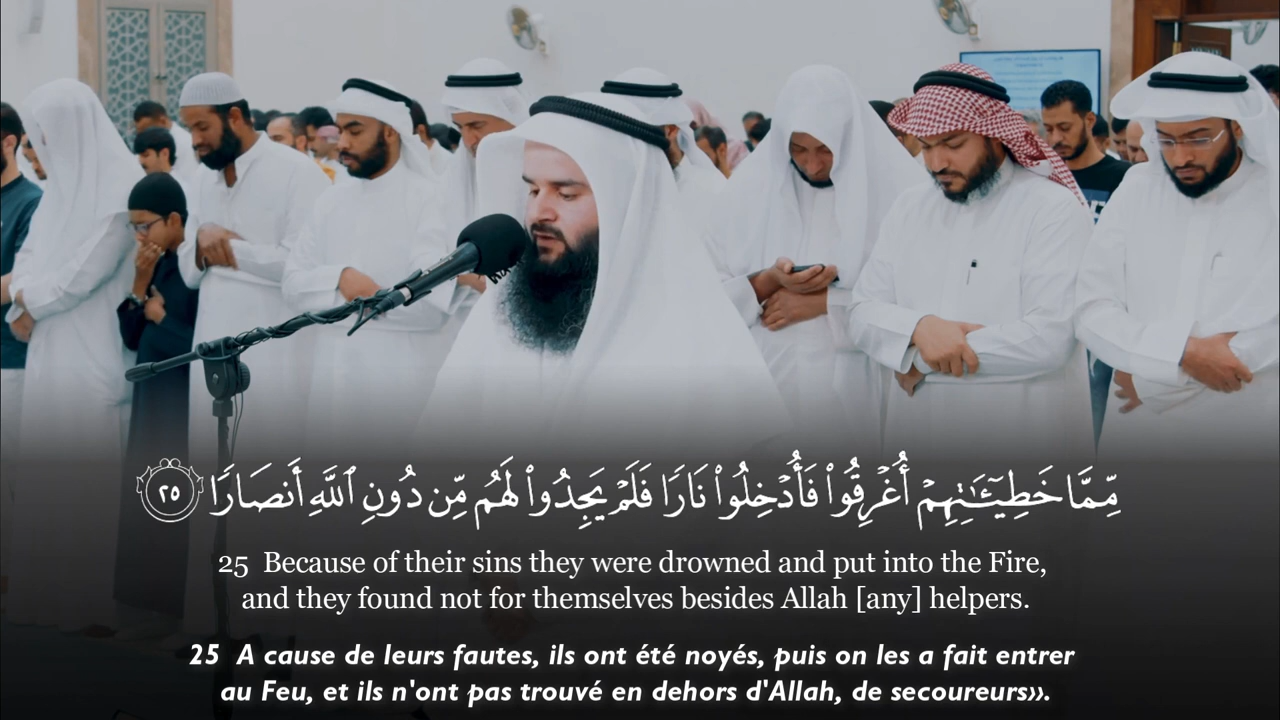 مِّمَّا خَطِيٓـَٰٔتِهِمْ أُغْرِقُوا۟ فَأُدْخِلُوا۟ نَارًا فَلَمْ يَجِدُوا۟ لَهُم مِّن دُونِ ٱللَّهِ أَنصَارًا ٢٥
25 Because of their sins they were drowned and put into the Fire,
and they found not for themselves besides Allah [any] helpers.
25 A cause de leurs fautes, ils ont été noyés, puis on les a fait entrer
au Feu, et ils n'ont pas trouvé en dehors d'Allah, de secoureurs».